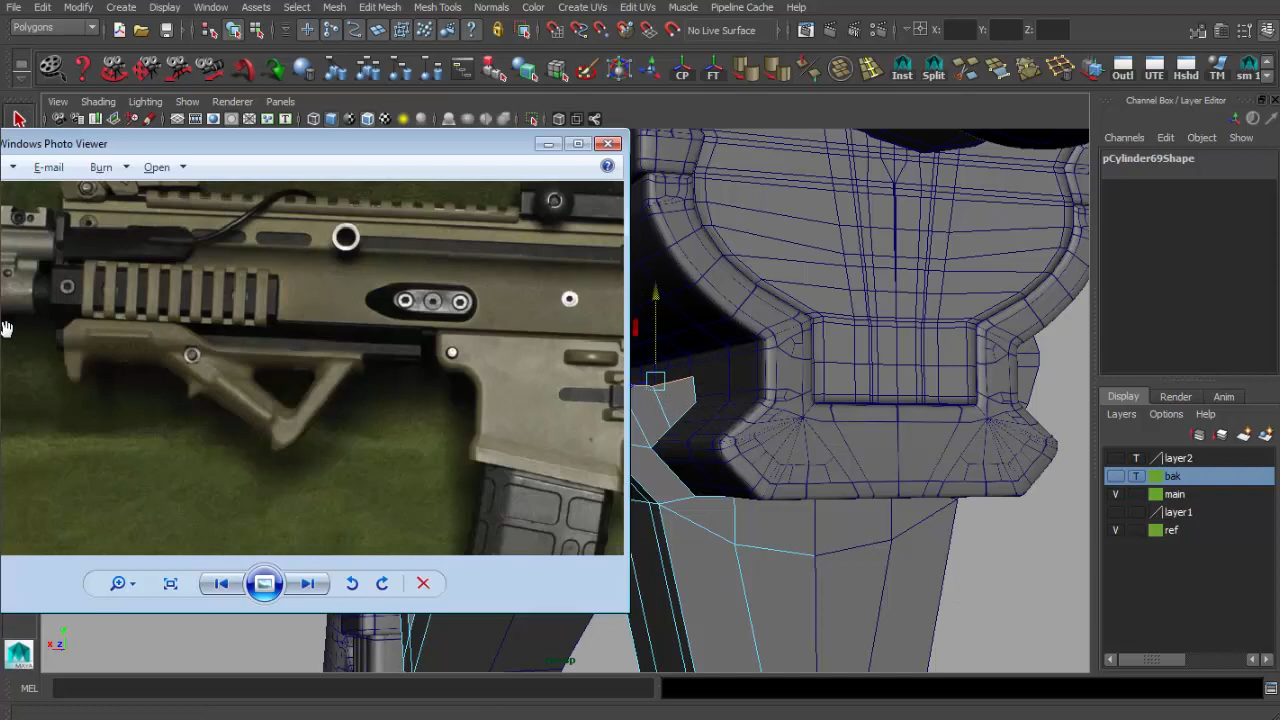 File Edit Modify Create Display Window Assets Select Mesh Edit Mesh Mesh Tools Normals Color Create UVs Edit UVs Muscle Pipeline Cache Help
Polygons No Live Surface X: Y: Z:
CP FT Inst Split Outl UTE Hshd TM sm 1
View Shading Lighting Show Renderer Panels
Channel Box / Layer Editor
Channels Edit Object Show
pCylinder69Shape
Windows Photo Viewer
E-mail Burn Open
Display Render Anim
Layers Options Help
T layer2
T bak
V main
layer1
V ref
x z
MAYA
MEL